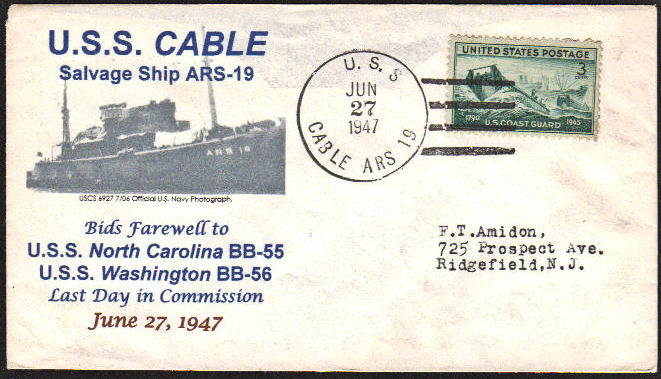 U.S.S. CABLE
Salvage Ship ARS-19
ARS 19
USCS 6927 7/06 Official U.S. Navy Photograph.
Bids Farewell to
U.S.S. North Carolina BB-55
U.S.S. Washington BB-56
Last Day in Commission
June 27, 1947
U. S. S
JUN
27
1947
CABLE ARS 19
UNITED STATES POSTAGE
3
CENTS
1790 U.S. COAST GUARD 1945
F.T.Amidon,
725 Prospect Ave.
Ridgefield,N.J.